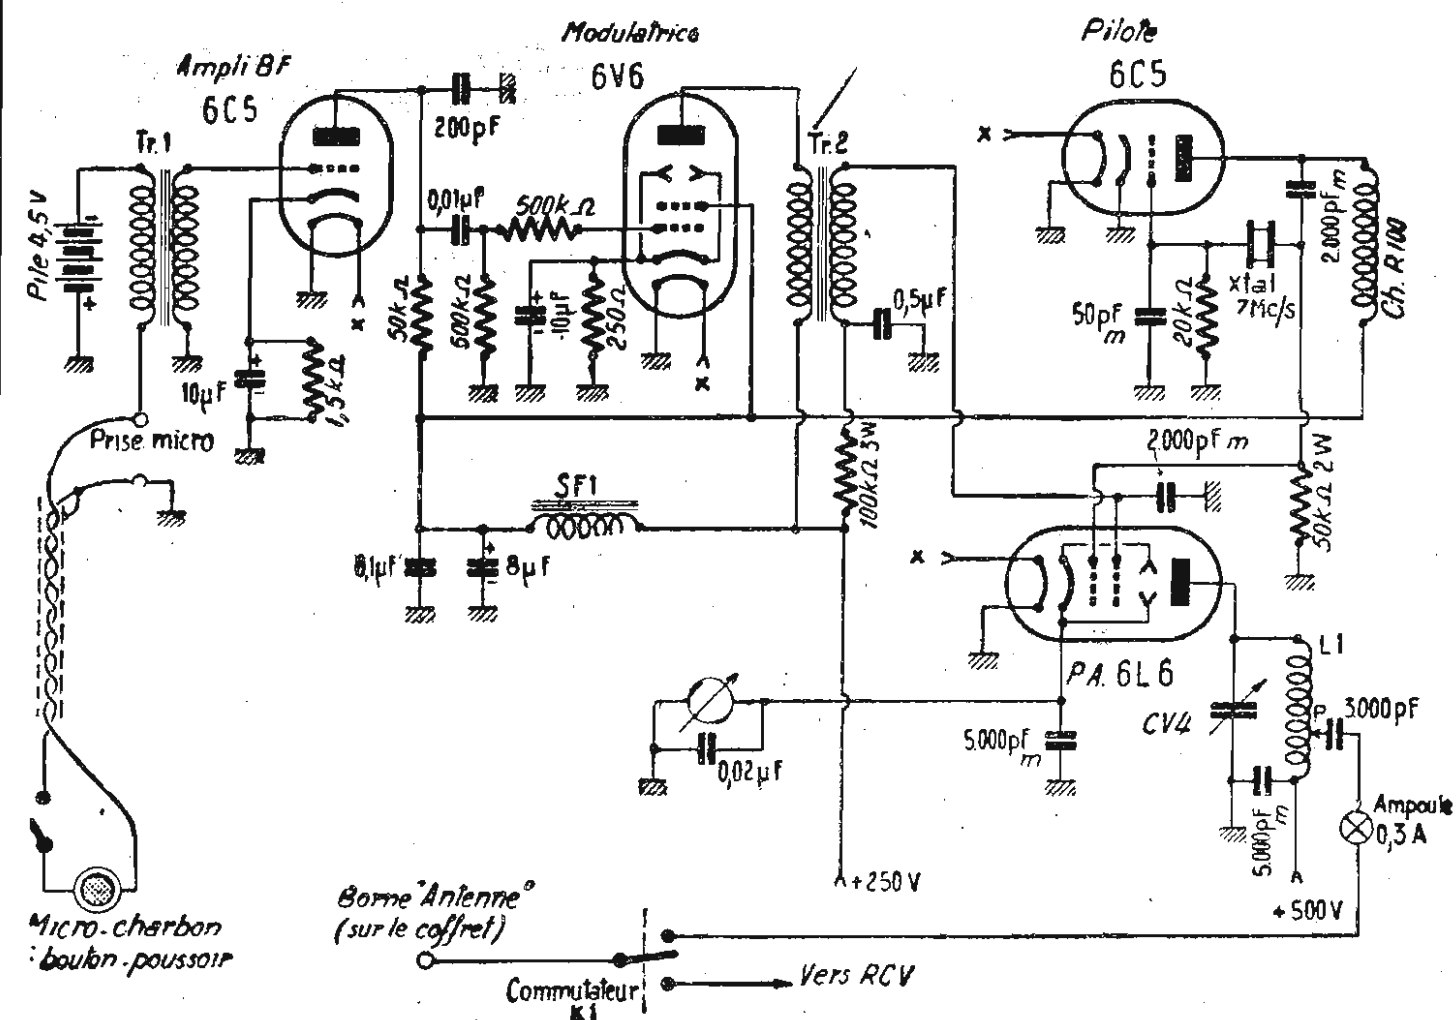 Modulatrice
6V6
Pilote
6C5
Ampli BF
6C5
200pF
Tr.1
Tr.2
x
Pile 4,5V
-
+
0,01µF
500kΩ
2.000pF m
Ch. R100
xtal
7Mc/s
50kΩ
500kΩ
+
10µF
-
250Ω
0,5µF
50pF
m
20kΩ
x
x
10µF
+
-
1,5kΩ
Prise micro
100kΩ 3W
2.000pF m
50kΩ 2W
SF1
0,1µF
+
8µF
-
x
PA. 6L6
L1
CV4
P
3.000pF
5.000pF
m
0,02µF
5.000pF
m
Ampoule
0,3A
+250V
+500V
Micro-charbon
: bouton-poussoir
Borne "Antenne"
(sur le coffret)
Commutateur
K1
Vers RCV